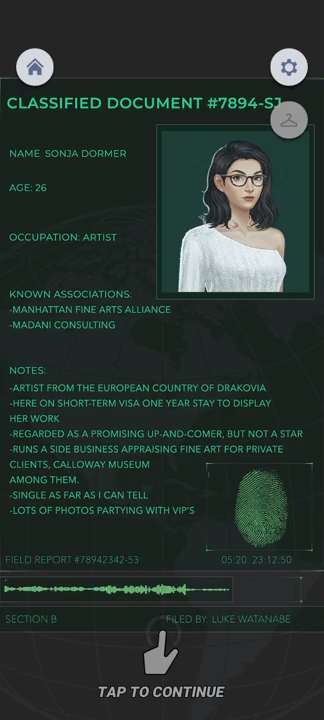 CLASSIFIED DOCUMENT #7894-SJ
NAME: SONJA DORMER
AGE: 26
OCCUPATION: ARTIST
KNOWN ASSOCIATIONS:
-MANHATTAN FINE ARTS ALLIANCE
-MADANI CONSULTING
NOTES:
-ARTIST FROM THE EUROPEAN COUNTRY OF DRAKOVIA
-HERE ON SHORT-TERM VISA ONE YEAR STAY TO DISPLAY
HER WORK
-REGARDED AS A PROMISING UP-AND-COMER, BUT NOT A STAR
-RUNS A SIDE BUSINESS APPRAISING FINE ART FOR PRIVATE
CLIENTS, CALLOWAY MUSEUM
AMONG THEM.
-SINGLE AS FAR AS I CAN TELL
-LOTS OF PHOTOS PARTYING WITH VIP'S
FIELD REPORT #78942342-53
05:20 23:12:50
SECTION B
FILED BY: LUKE WATANABE
TAP TO CONTINUE